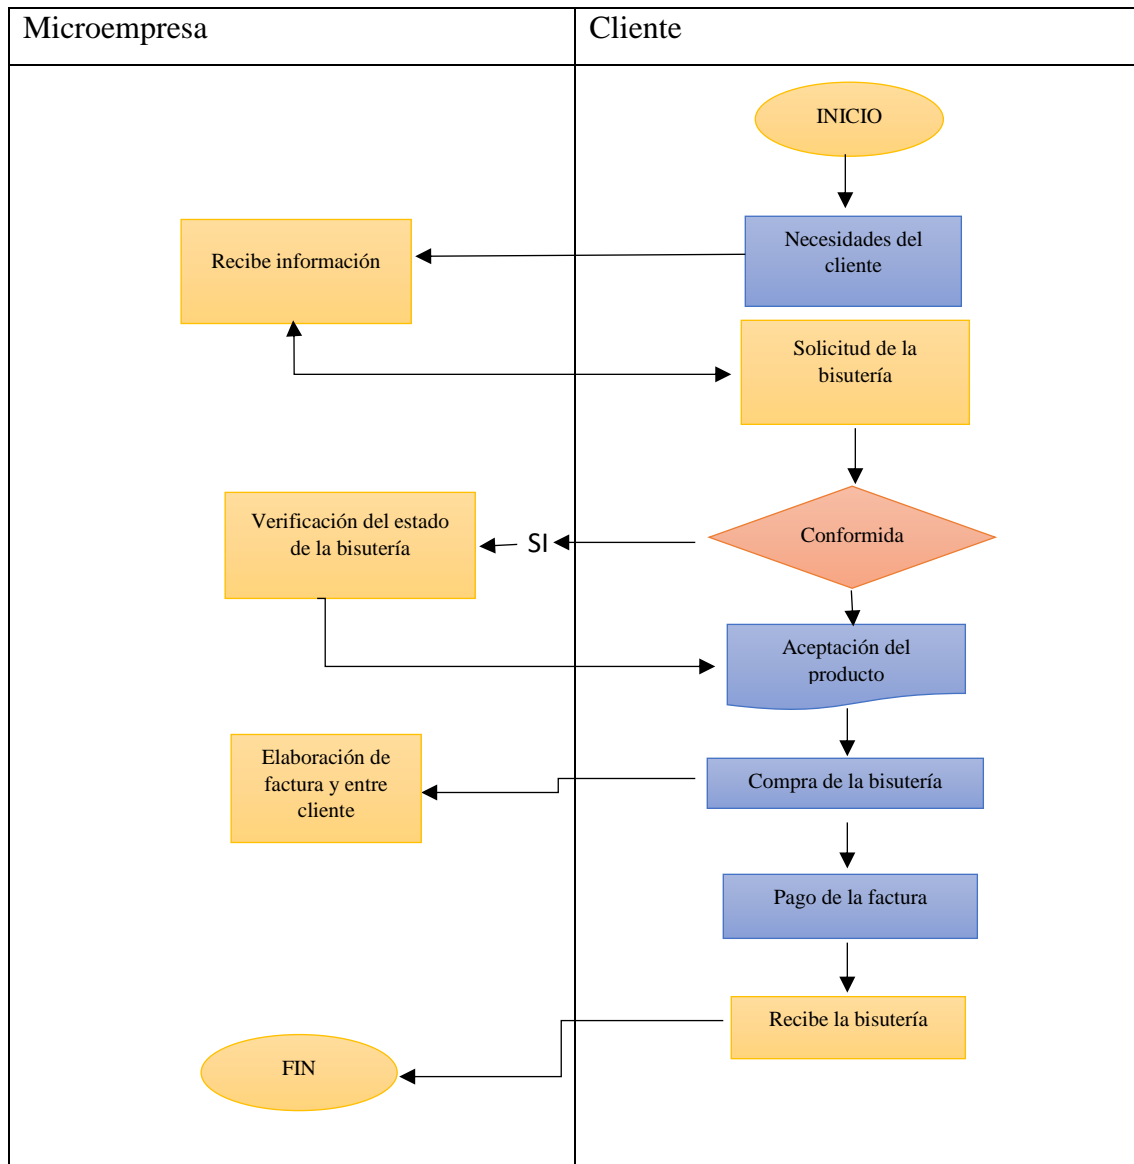 Microempresa
Cliente
INICIO
Necesidades del
cliente
Recibe información
Solicitud de la
bisutería
Conformida
SI
Verificación del estado
de la bisutería
Aceptación del
producto
Compra de la bisutería
Elaboración de
factura y entre
cliente
Pago de la factura
Recibe la bisutería
FIN